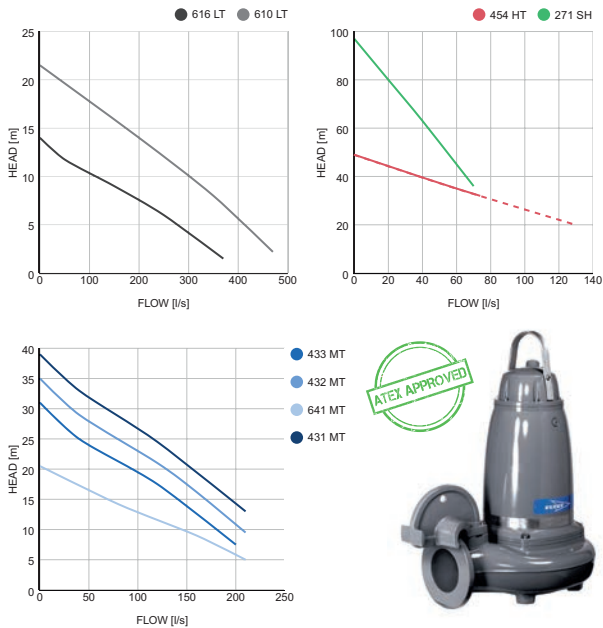 616 LT 610 LT
25
20
15
10
5
0
HEAD [m]
0 100 200 300 400 500
FLOW [l/s]
454 HT 271 SH
100
80
60
40
20
0
HEAD [m]
0 20 40 60 80 100 120 140
FLOW [l/s]
40
35
30
25
20
15
10
5
0
HEAD [m]
0 50 100 150 200 250
FLOW [l/s]
433 MT
432 MT
641 MT
431 MT
ATEX APPROVED